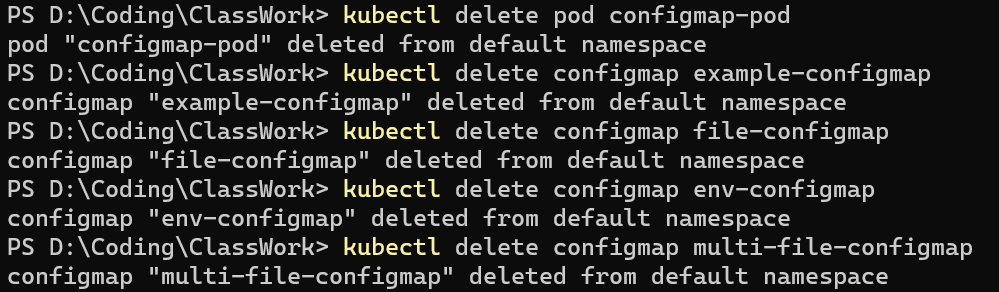 PS D:\Coding\ClassWork> kubectl delete pod configmap-pod
pod "configmap-pod" deleted from default namespace
PS D:\Coding\ClassWork> kubectl delete configmap example-configmap
configmap "example-configmap" deleted from default namespace
PS D:\Coding\ClassWork> kubectl delete configmap file-configmap
configmap "file-configmap" deleted from default namespace
PS D:\Coding\ClassWork> kubectl delete configmap env-configmap
configmap "env-configmap" deleted from default namespace
PS D:\Coding\ClassWork> kubectl delete configmap multi-file-configmap
configmap "multi-file-configmap" deleted from default namespace